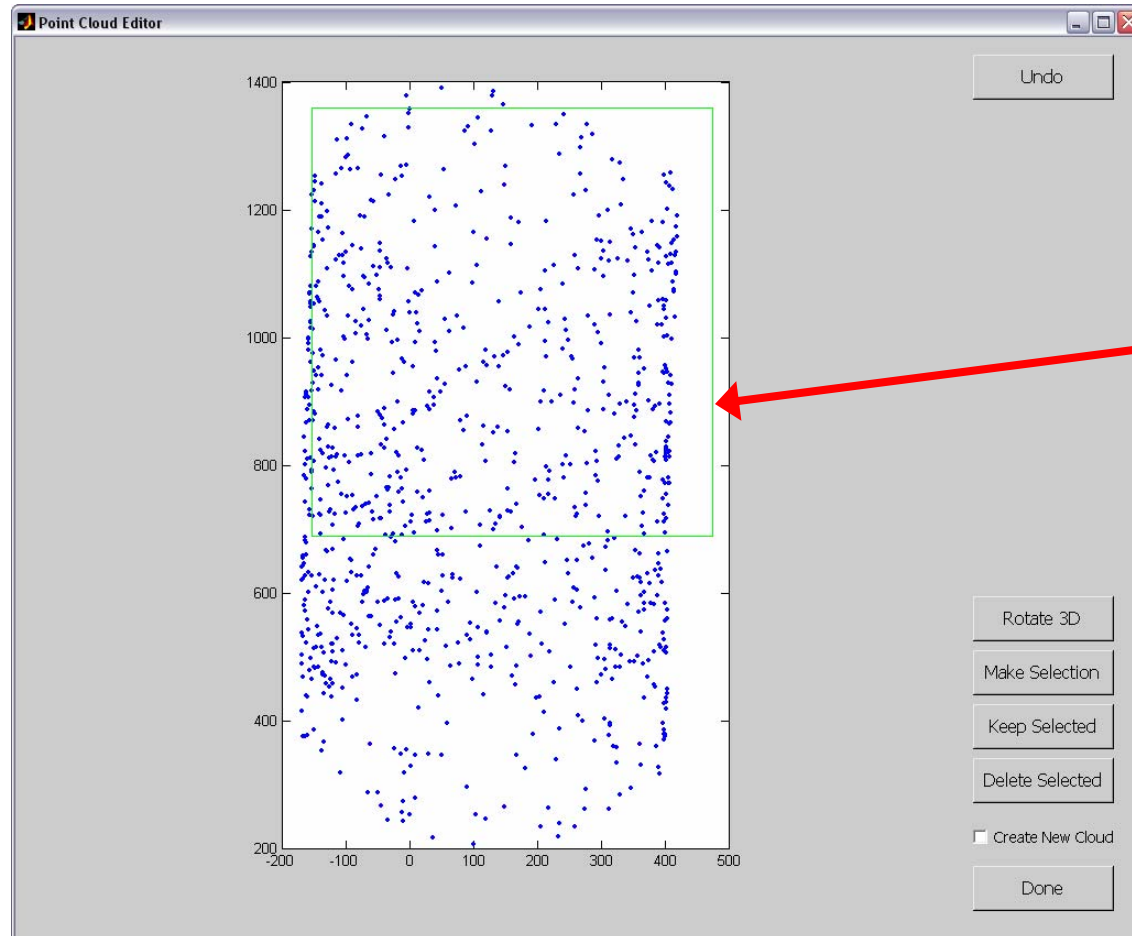 Point Cloud Editor
Undo
1400
1200
1000
800
600
400
200
-200
-100
0
100
200
300
400
500
Rotate 3D
Make Selection
Keep Selected
Delete Selected
Create New Cloud
Done